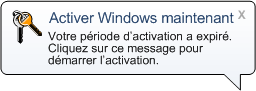 Activer Windows maintenant X
Votre période d'activation a expiré.
Cliquez sur ce message pour
démarrer l'activation.